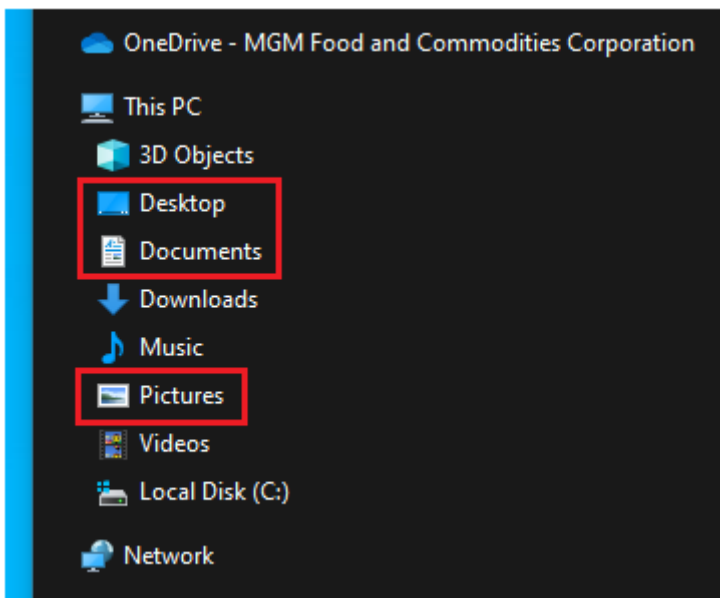 OneDrive - MGM Food and Commodities Corporation
This PC
3D Objects
Desktop
Documents
Downloads
Music
Pictures
Videos
Local Disk (C:)
Network